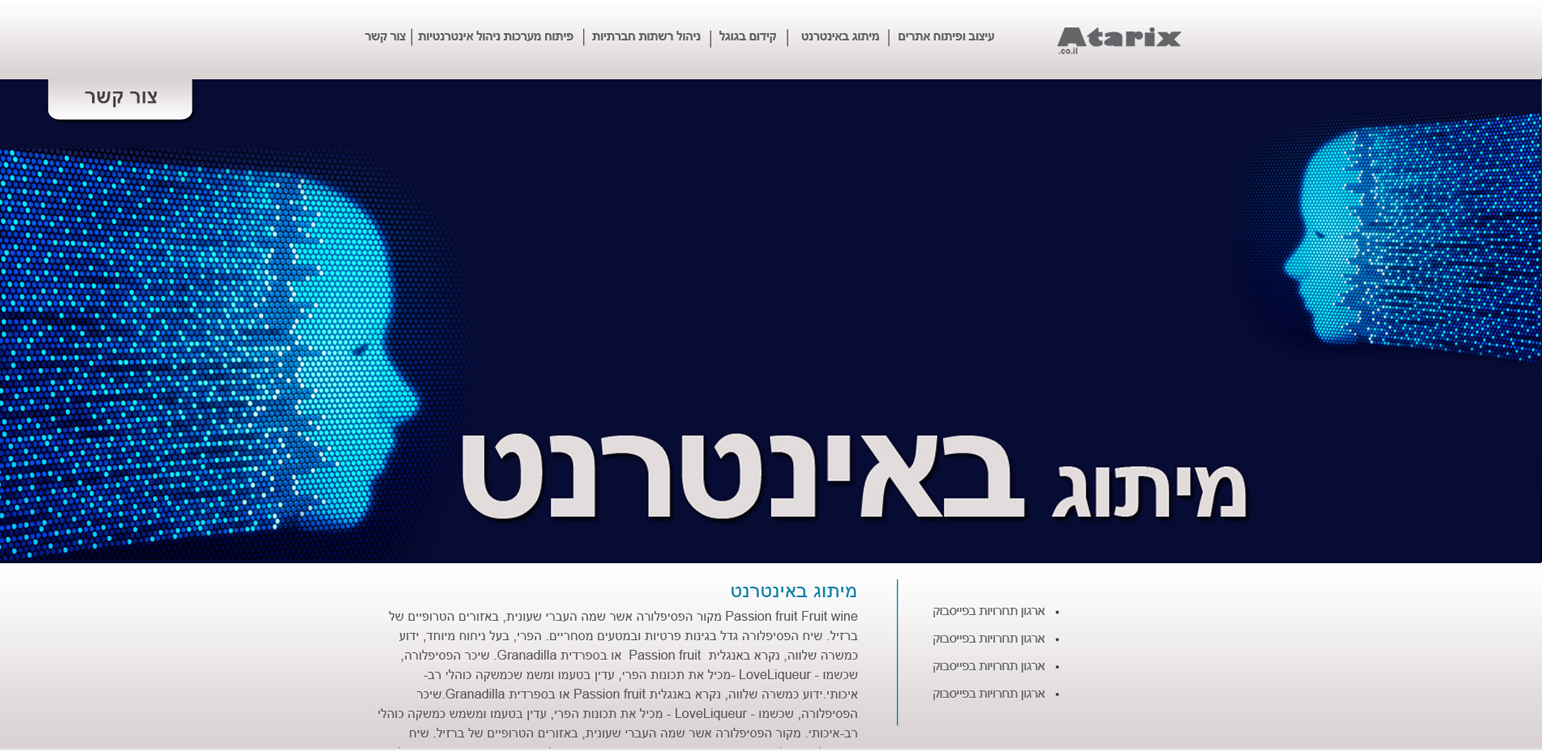 Atarix
.co.il
עיצוב ופיתוח אתרים | מיתוג באינטרנט | קידום בגוגל | ניהול רשתות חברתיות | פיתוח מערכות ניהול אינטרנטיות | צור קשר
צור קשר
מיתוג באינטרנט
• ארגון תחרויות בפייסבוק
• ארגון תחרויות בפייסבוק
• ארגון תחרויות בפייסבוק
• ארגון תחרויות בפייסבוק
מיתוג באינטרנט
Passion fruit Fruit wine מקור הפסיפלורה אשר שמה העברי שעונית, באזורים הטרופיים של
ברזיל. שיח הפסיפלורה גדל בגינות פרטיות ובמטעים מסחריים. הפרי, בעל ניחוח מיוחד, ידוע
כמשרה שלווה, נקרא באנגלית Passion fruit או בספרדית Granadilla. שיכר הפסיפלורה,
שכשמו - LoveLiqueur -מכיל את תכונות הפרי, עדין בטעמו ומשמ שכמשקה כוהלי רב-
איכותי.ידוע כמשרה שלווה, נקרא באנגלית Passion fruit או בספרדית Granadilla.שיכר
הפסיפלורה, שכשמו - LoveLiqueur - מכיל את תכונות הפרי, עדין בטעמו ומשמש כמשקה כוהלי
רב-איכותי. מקור הפסיפלורה אשר שמה העברי שעונית, באזורים הטרופיים של ברזיל. שיח